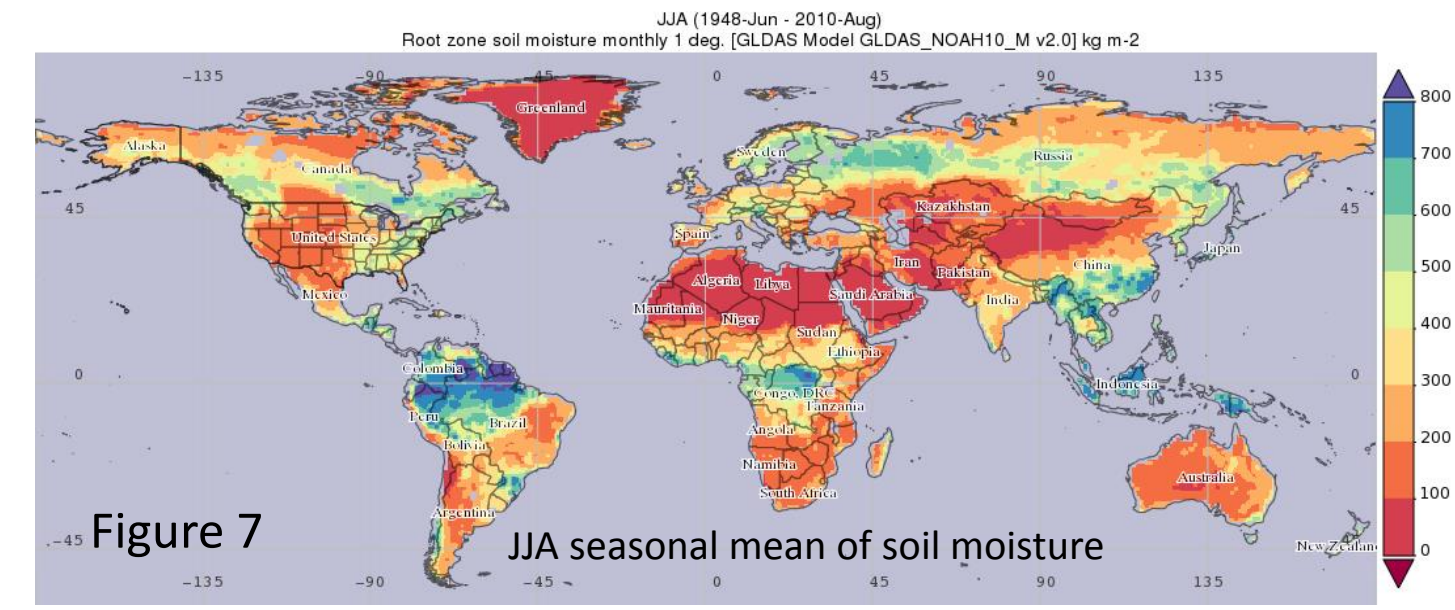 JJA (1948-Jun - 2010-Aug)
Root zone soil moisture monthly 1 deg. [GLDAS Model GLDAS_NOAH10_M v2.0] kg m-2
-135 -90 -45 0 45 90 135
800
Greenland
Alaska
Sweden
Russia
700
Canada
45 Kazakhstan 45
600
United States
Spain
Japan
Iran
China
500
Algeria Libya Pakistan
Mexico
Mauritania Saudi Arabia India
Niger
Sudan
400
Ethiopia
Colombia
0 0
Indonesia
300
Congo, DRC
Tanzania
Peru
Brazil
Angola
200
Bolivia
Namibia
Australia
South Africa
100
Argentina
Figure 7
-45
JJA seasonal mean of soil moisture
New Zealan
0
-135 -90 -45 0 45 90 135